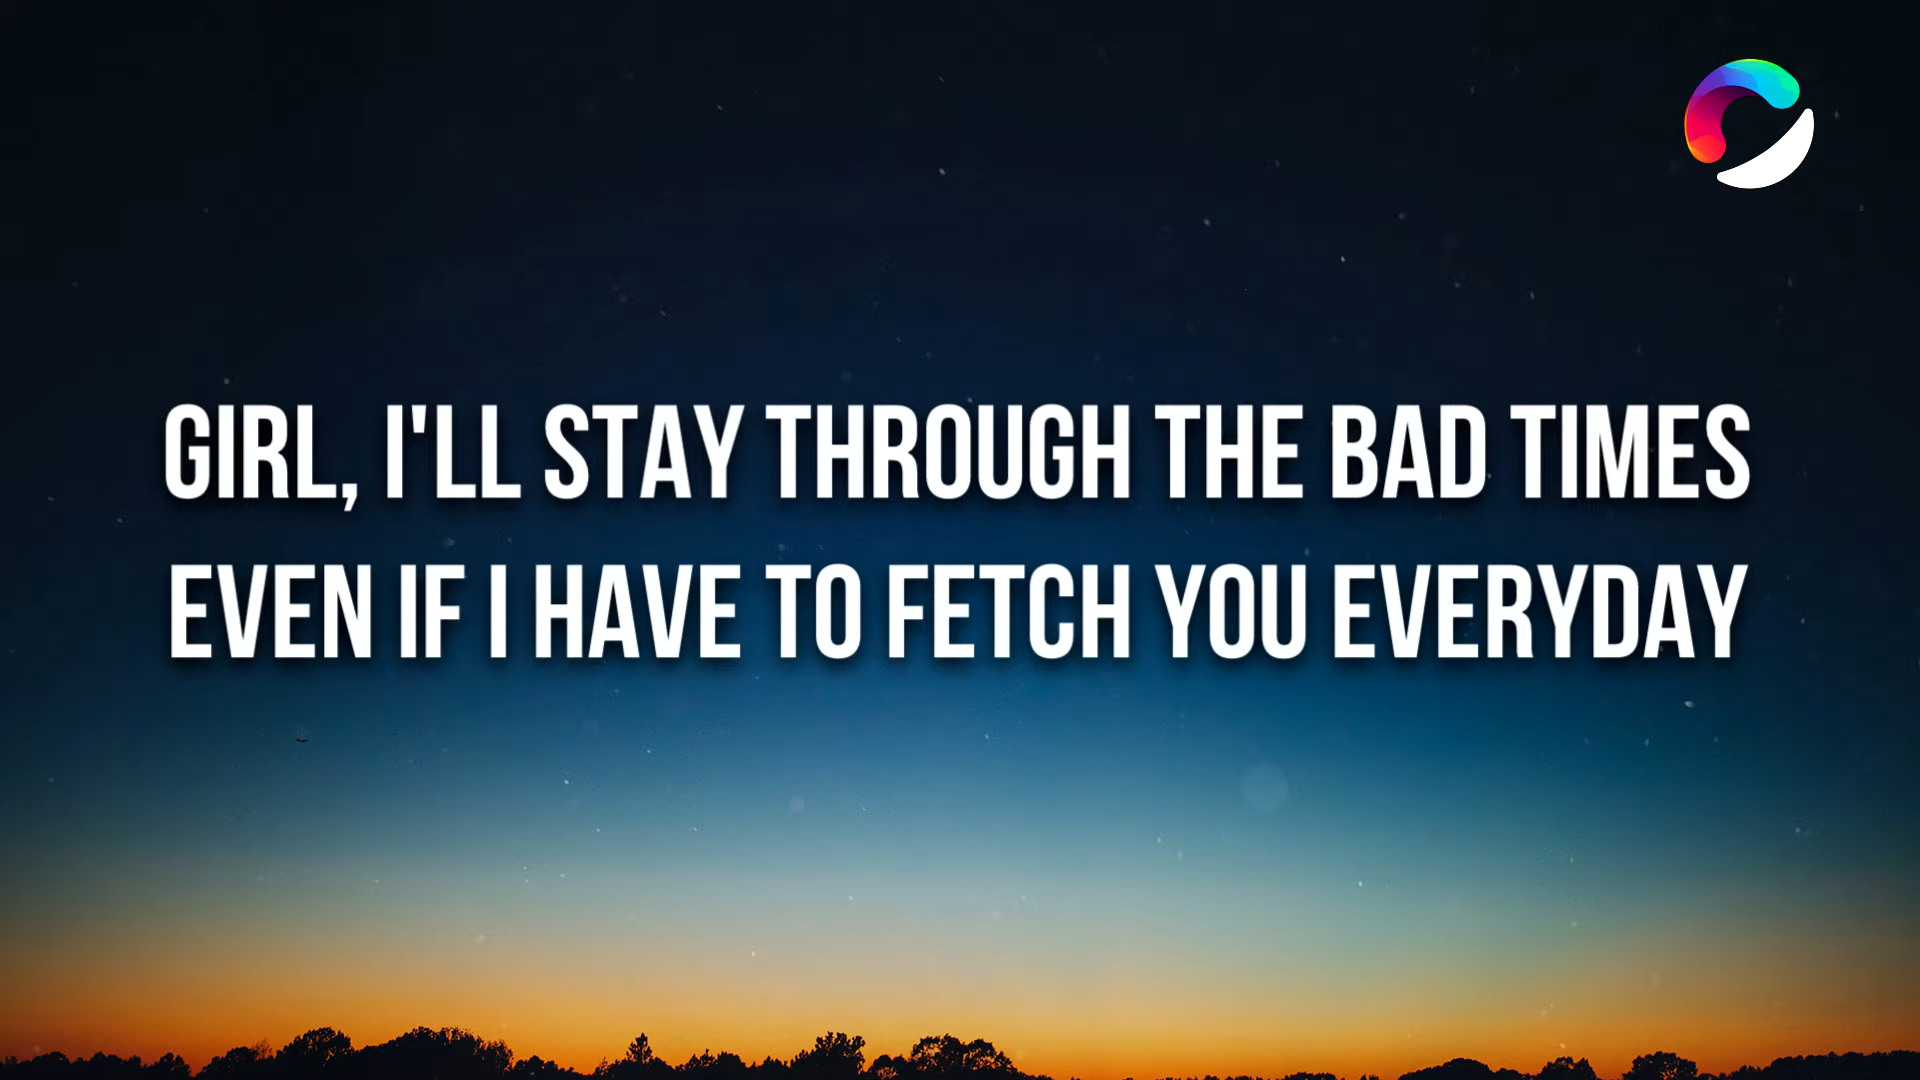 GIRL, I'LL STAY THROUGH THE BAD TIMES
EVEN IF I HAVE TO FETCH YOU EVERYDAY